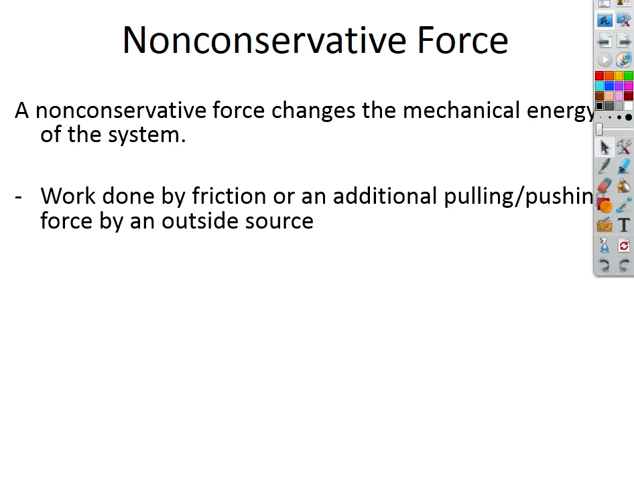 Nonconservative Force
A nonconservative force changes the mechanical energy
of the system.
- Work done by friction or an additional pulling/pushin
force by an outside source
T